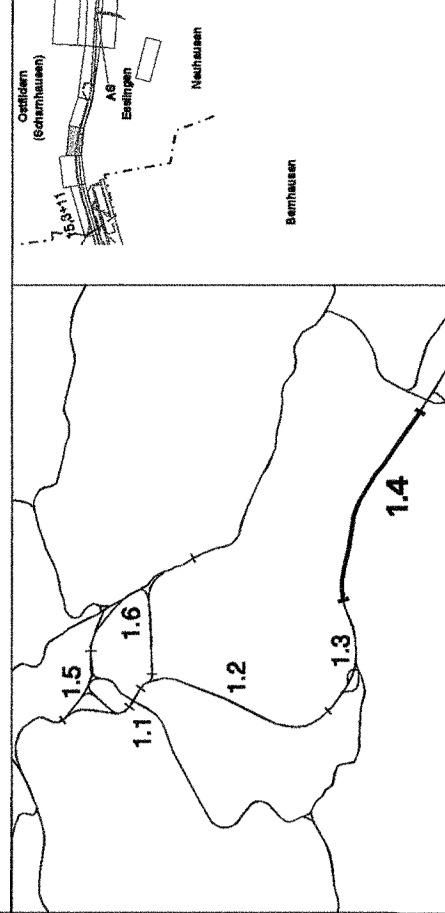 Ostfildern
(Scharnhausen)
AS
Esslingen
Neuhausen
15,3+11
Bernhausen
1.5
1.6
1.1
1.2
1.3
1.4